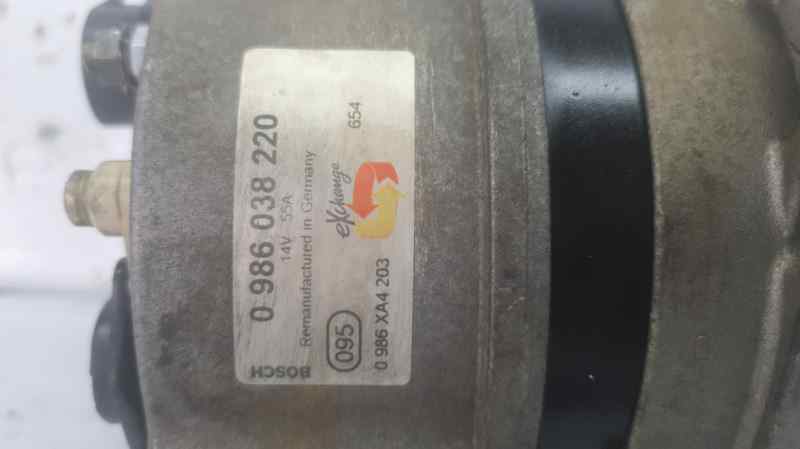 0 986 038 220
14V 55A
Remanufactured in Germany
eXchange
654
BOSCH
095
0 986 XA4 203